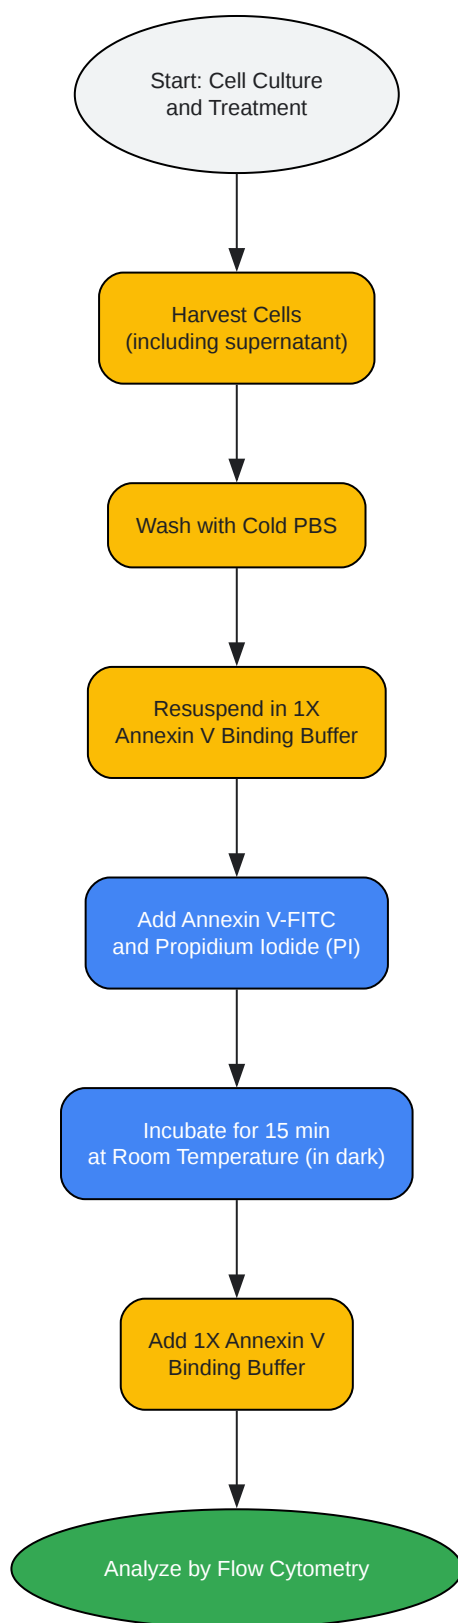 Start: Cell Culture
and Treatment
Harvest Cells
(including supernatant)
Wash with Cold PBS
Resuspend in 1X
Annexin V Binding Buffer
Add Annexin V-FITC
and Propidium Iodide (PI)
Incubate for 15 min
at Room Temperature (in dark)
Add 1X Annexin V
Binding Buffer
Analyze by Flow Cytometry